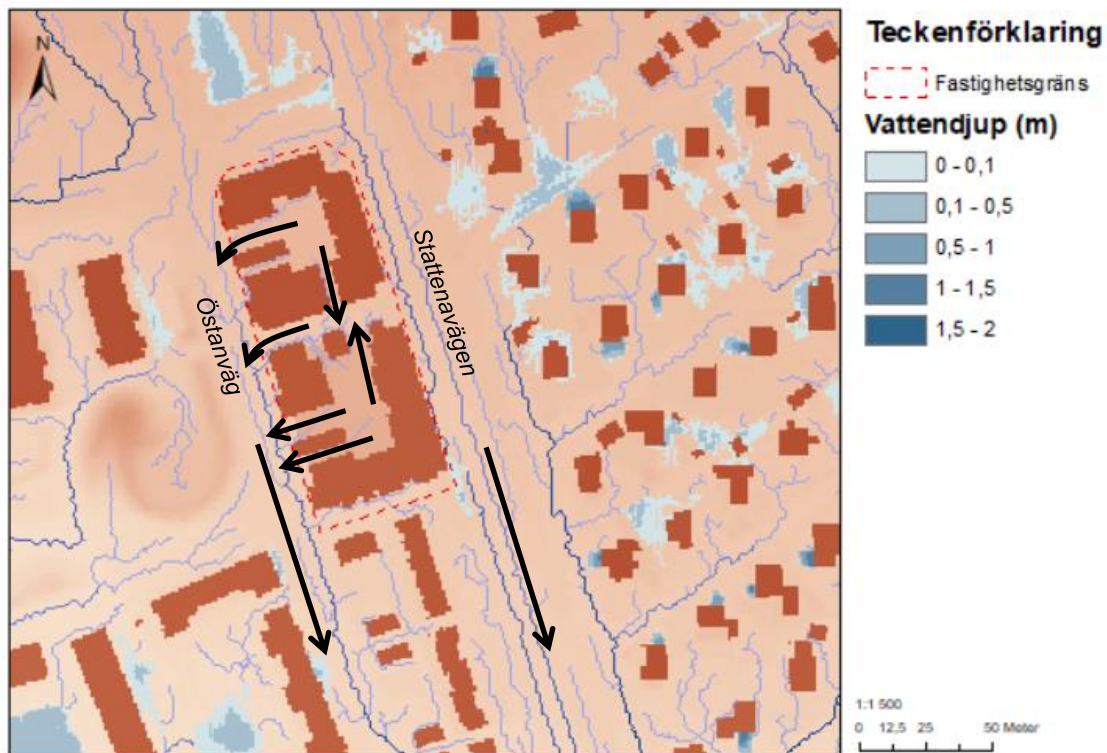 N
Östanväg
Stattenavägen
Teckenförklaring
Fastighetsgräns
Vattendjup (m)
0 - 0,1
0,1 - 0,5
0,5 - 1
1 - 1,5
1,5 - 2
1:1 500
0 12,5 25 50 Meter